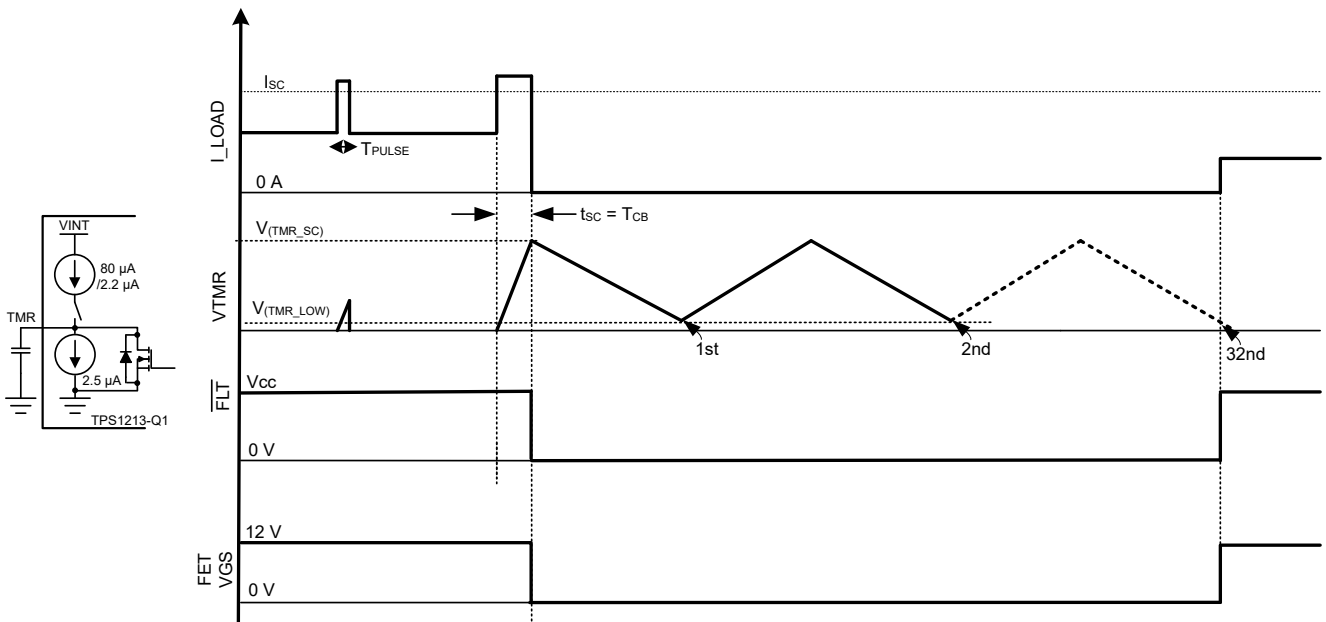 I_LOAD
ISC
TPULSE
0 A
tSC = TCB
VTMR
V(TMR_SC)
V(TMR_LOW)
1st
2nd
32nd
VINT
80 µA
/2.2 µA
TMR
2.5 µA
TPS1213-Q1
FLT
Vcc
0 V
FET
VGS
12 V
0 V